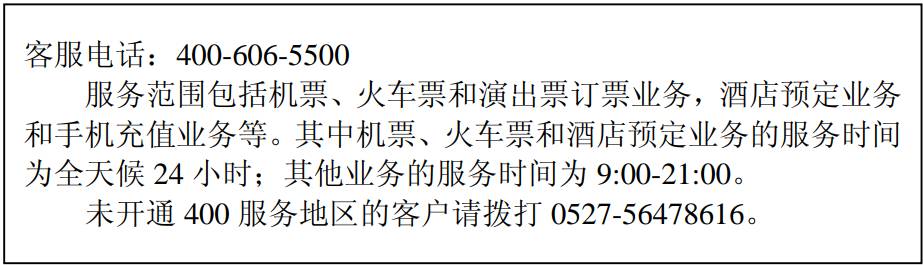 客服电话：400-606-5500
服务范围包括机票、火车票和演出票订票业务，酒店预定业务
和手机充值业务等。其中机票、火车票和酒店预定业务的服务时间
为全天候 24 小时；其他业务的服务时间为 9:00-21:00。
未开通 400 服务地区的客户请拨打 0527-56478616。